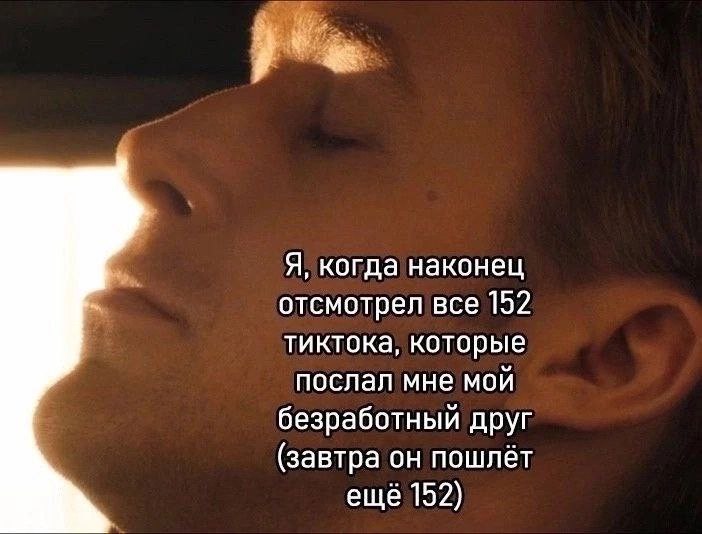 Я, когда наконец
отсмотрел все 152
тиктока, которые
послал мне мой
безработный друг
(завтра он пошлёт
ещё 152)